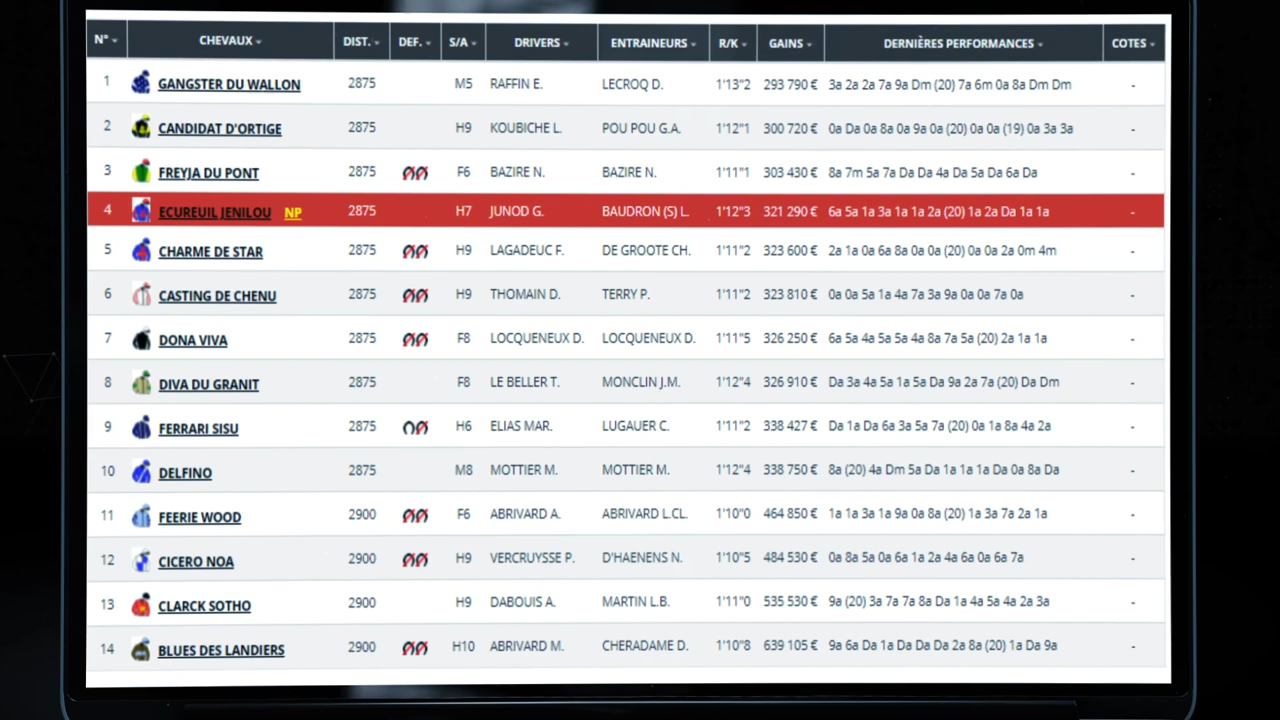 N° CHEVAUX DIST. DEF. S/A DRIVERS ENTRAINEURS R/K GAINS DERNIÈRES PERFORMANCES COTES
1 GANGSTER DU WALLON 2875 M5 RAFFIN E. LECROQ D. 1'13"2 293 790 € 3a 2a 2a 7a 9a Dm (20) 7a 6m 0a 8a Dm Dm -
2 CANDIDAT D'ORTIGE 2875 H9 KOUBICHE L. POU POU G.A. 1'12"1 300 720 € 0a Da 0a 8a 0a 9a 0a (20) 0a 0a (19) 0a 3a 3a -
3 FREYJA DU PONT 2875 F6 BAZIRE N. BAZIRE N. 1'11"1 303 430 € 8a 7m 5a 7a Da Da 4a Da 5a Da 6a Da -
4 ECUREUIL JENILOU NP 2875 H7 JUNOD G. BAUDRON (S) L. 1'12"3 321 290 € 6a 5a 1a 3a 1a 1a 2a (20) 1a 2a Da 1a 1a -
5 CHARME DE STAR 2875 H9 LAGADEUC F. DE GROOTE CH. 1'11"2 323 600 € 2a 1a 0a 6a 8a 0a 0a (20) 0a 0a 2a 0m 4m -
6 CASTING DE CHENU 2875 H9 THOMAIN D. TERRY P. 1'11"2 323 810 € 0a 0a 5a 1a 4a 7a 3a 9a 0a 0a 7a 0a -
7 DONA VIVA 2875 F8 LOCQUENEUX D. LOCQUENEUX D. 1'11"5 326 250 € 6a 5a 4a 5a 5a 4a 8a 7a 5a (20) 2a 1a 1a -
8 DIVA DU GRANIT 2875 F8 LE BELLER T. MONCLIN J.M. 1'12"4 326 910 € Da 3a 4a 5a 1a 5a Da 9a 2a 7a (20) Da Dm -
9 FERRARI SISU 2875 H6 ELIAS MAR. LUGAUER C. 1'11"2 338 427 € Da 1a Da 6a 3a 5a 7a (20) 0a 1a 8a 4a 2a -
10 DELFINO 2875 M8 MOTTIER M. MOTTIER M. 1'12"4 338 750 € 8a (20) 4a Dm 5a Da 1a 1a 1a Da 0a 8a Da -
11 FEERIE WOOD 2900 F6 ABRIVARD A. ABRIVARD L.CL. 1'10"0 464 850 € 1a 1a 3a 1a 9a 0a 8a (20) 1a 3a 7a 2a 1a -
12 CICERO NOA 2900 H9 VERCRUYSSE P. D'HAENENS N. 1'10"5 484 530 € 0a 8a 5a 0a 6a 1a 2a 4a 6a 0a 6a 7a -
13 CLARCK SOTHO 2900 H9 DABOUIS A. MARTIN L.B. 1'11"0 535 530 € 9a (20) 3a 7a 7a 8a Da 1a 4a 5a 4a 2a 3a -
14 BLUES DES LANDIERS 2900 H10 ABRIVARD M. CHERADAME D. 1'10"8 639 105 € 9a 6a Da 1a Da Da Da 2a 8a (20) 1a Da 9a -